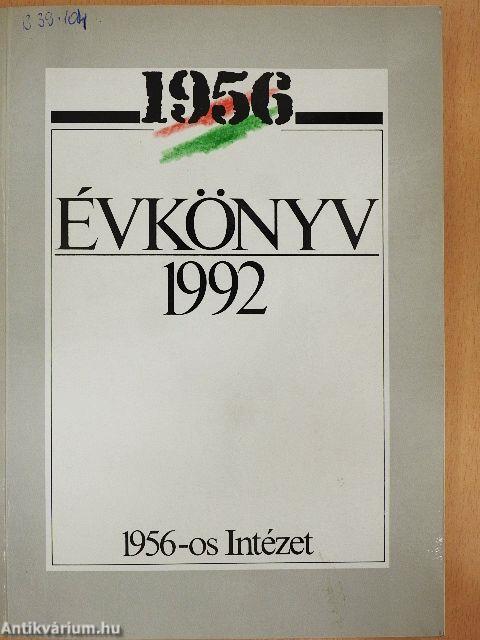 B 39.104
1956
ÉVKÖNYV
1992
1956-os Intézet
Antikvárium.hu